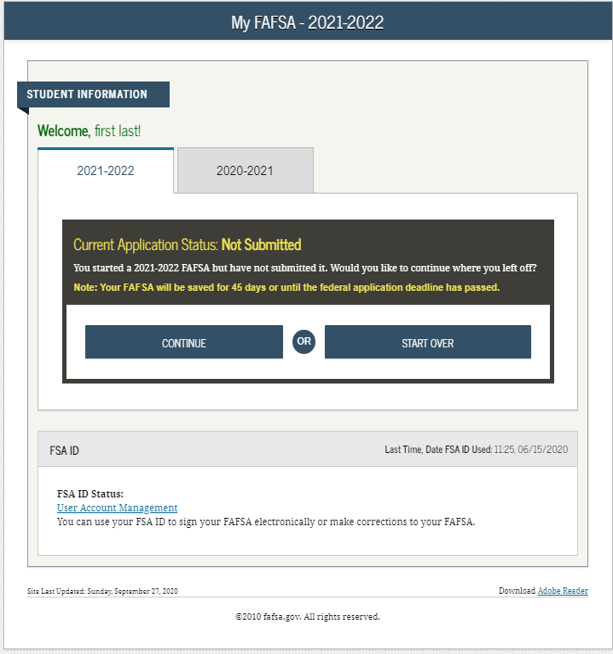 My FAFSA - 2021-2022
STUDENT INFORMATION
Welcome, first last!
2021-2022
2020-2021
Current Application Status: Not Submitted
You started a 2021-2022 FAFSA but have not submitted it. Would you like to continue where you left off?
Note: Your FAFSA will be saved for 45 days or until the federal application deadline has passed.
CONTINUE
OR
START OVER
FSA ID
Last Time, Date FSA ID Used: 11:25, 06/15/2020
FSA ID Status:
User Account Management
You can use your FSA ID to sign your FAFSA electronically or make corrections to your FAFSA.
Site Last Updated: Sunday, September 27, 2020
Download Adobe Reader
©2010 fafsa.gov. All rights reserved.